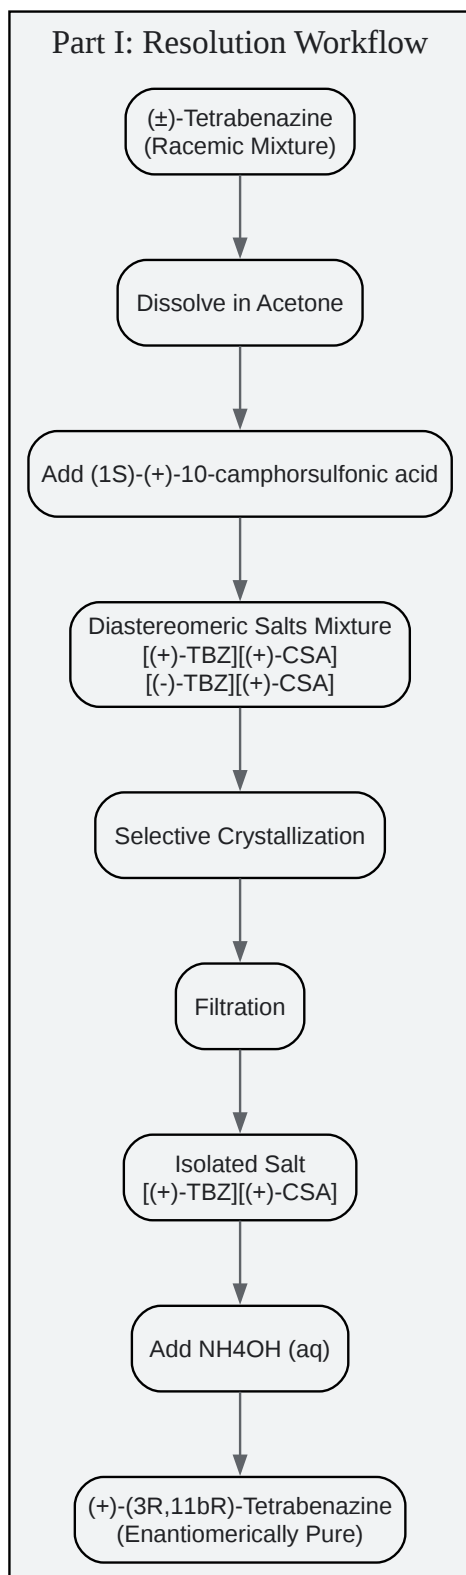 Part I: Resolution Workflow
(±)-Tetrabenazine
(Racemic Mixture)
Dissolve in Acetone
Add (1S)-(+)-10-camphorsulfonic acid
Diastereomeric Salts Mixture
[(+)-TBZ][(+)-CSA]
[(-)-TBZ][(+)-CSA]
Selective Crystallization
Filtration
Isolated Salt
[(+)-TBZ][(+)-CSA]
Add NH4OH (aq)
(+)-(3R,11bR)-Tetrabenazine
(Enantiomerically Pure)